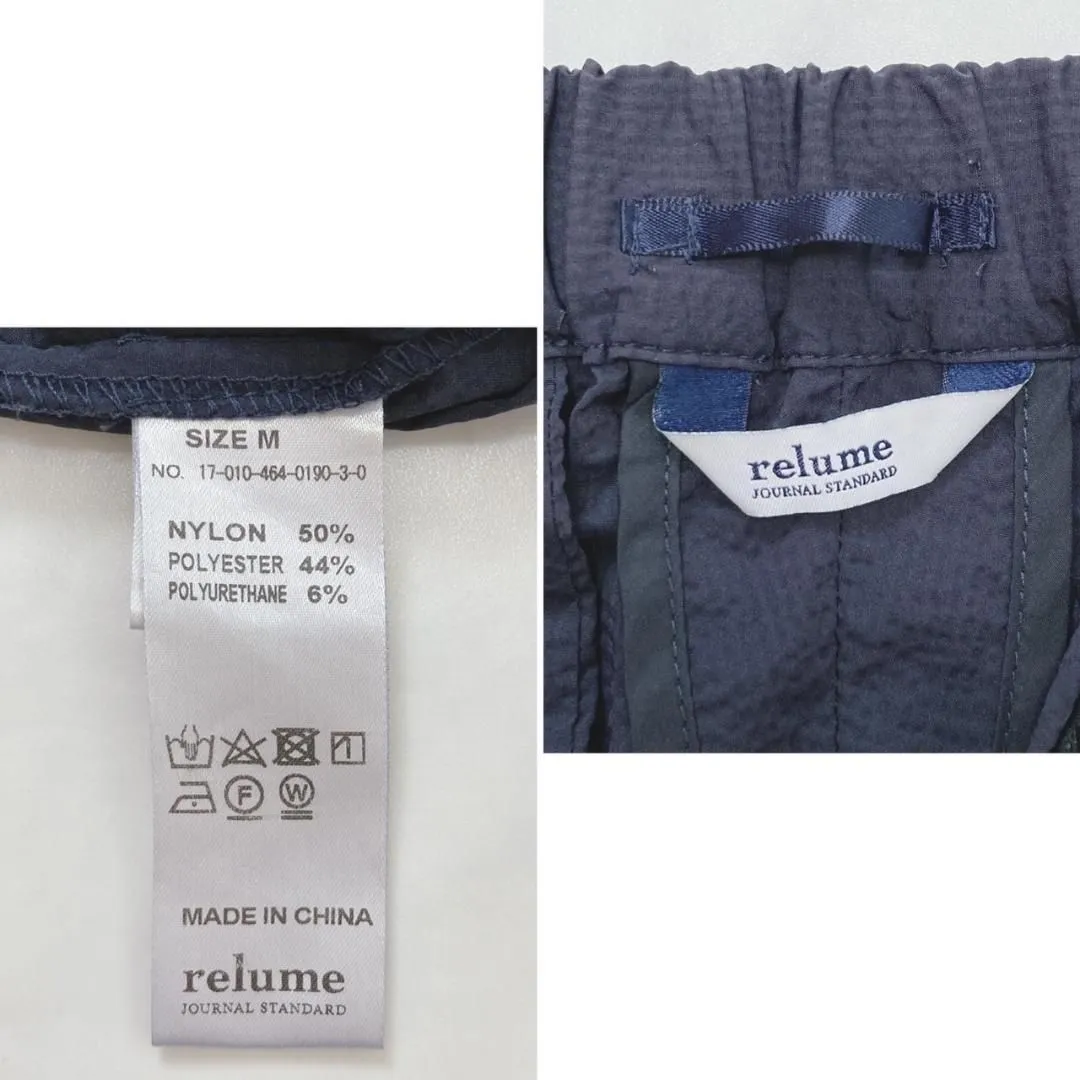 SIZE M
NO. 17-010-464-0190-3-0
NYLON 50%
POLYESTER 44%
POLYURETHANE 6%
F W
MADE IN CHINA
relume
JOURNAL STANDARD
relume
JOURNAL STANDARD